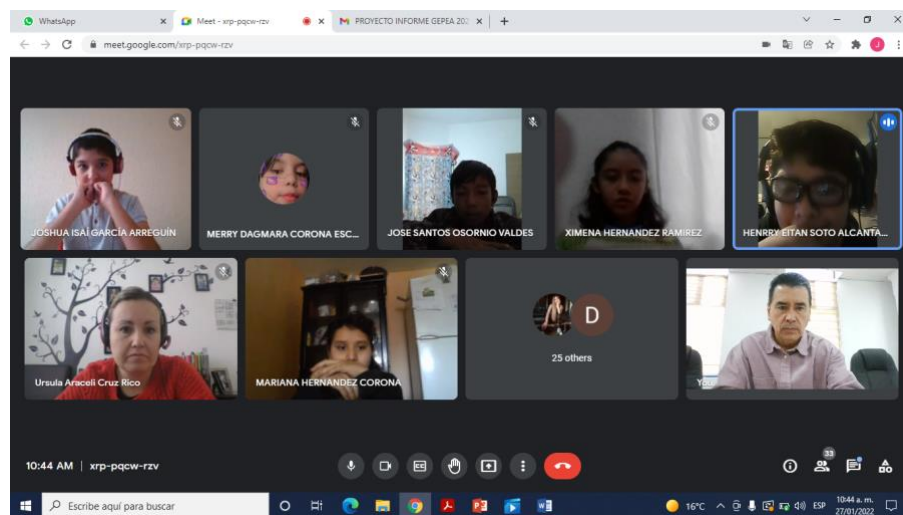 WhatsApp
Meet - xrp-pqcw-rzv
PROYECTO INFORME GEPEA 202
meet.google.com/xrp-pqcw-rzv
J
JOSHUA ISAÍ GARCÍA ARREGUÍN
MERRY DAGMARA CORONA ESC...
JOSE SANTOS OSORNIO VALDES
XIMENA HERNANDEZ RAMIREZ
HENRRY EITAN SOTO ALCANTA...
Ursula Araceli Cruz Rico
MARIANA HERNANDEZ CORONA
D
25 others
You
10:44 AM | xrp-pqcw-rzv
CC
33
Escribe aquí para buscar
16°C
ESP
10:44 a. m.
27/01/2022